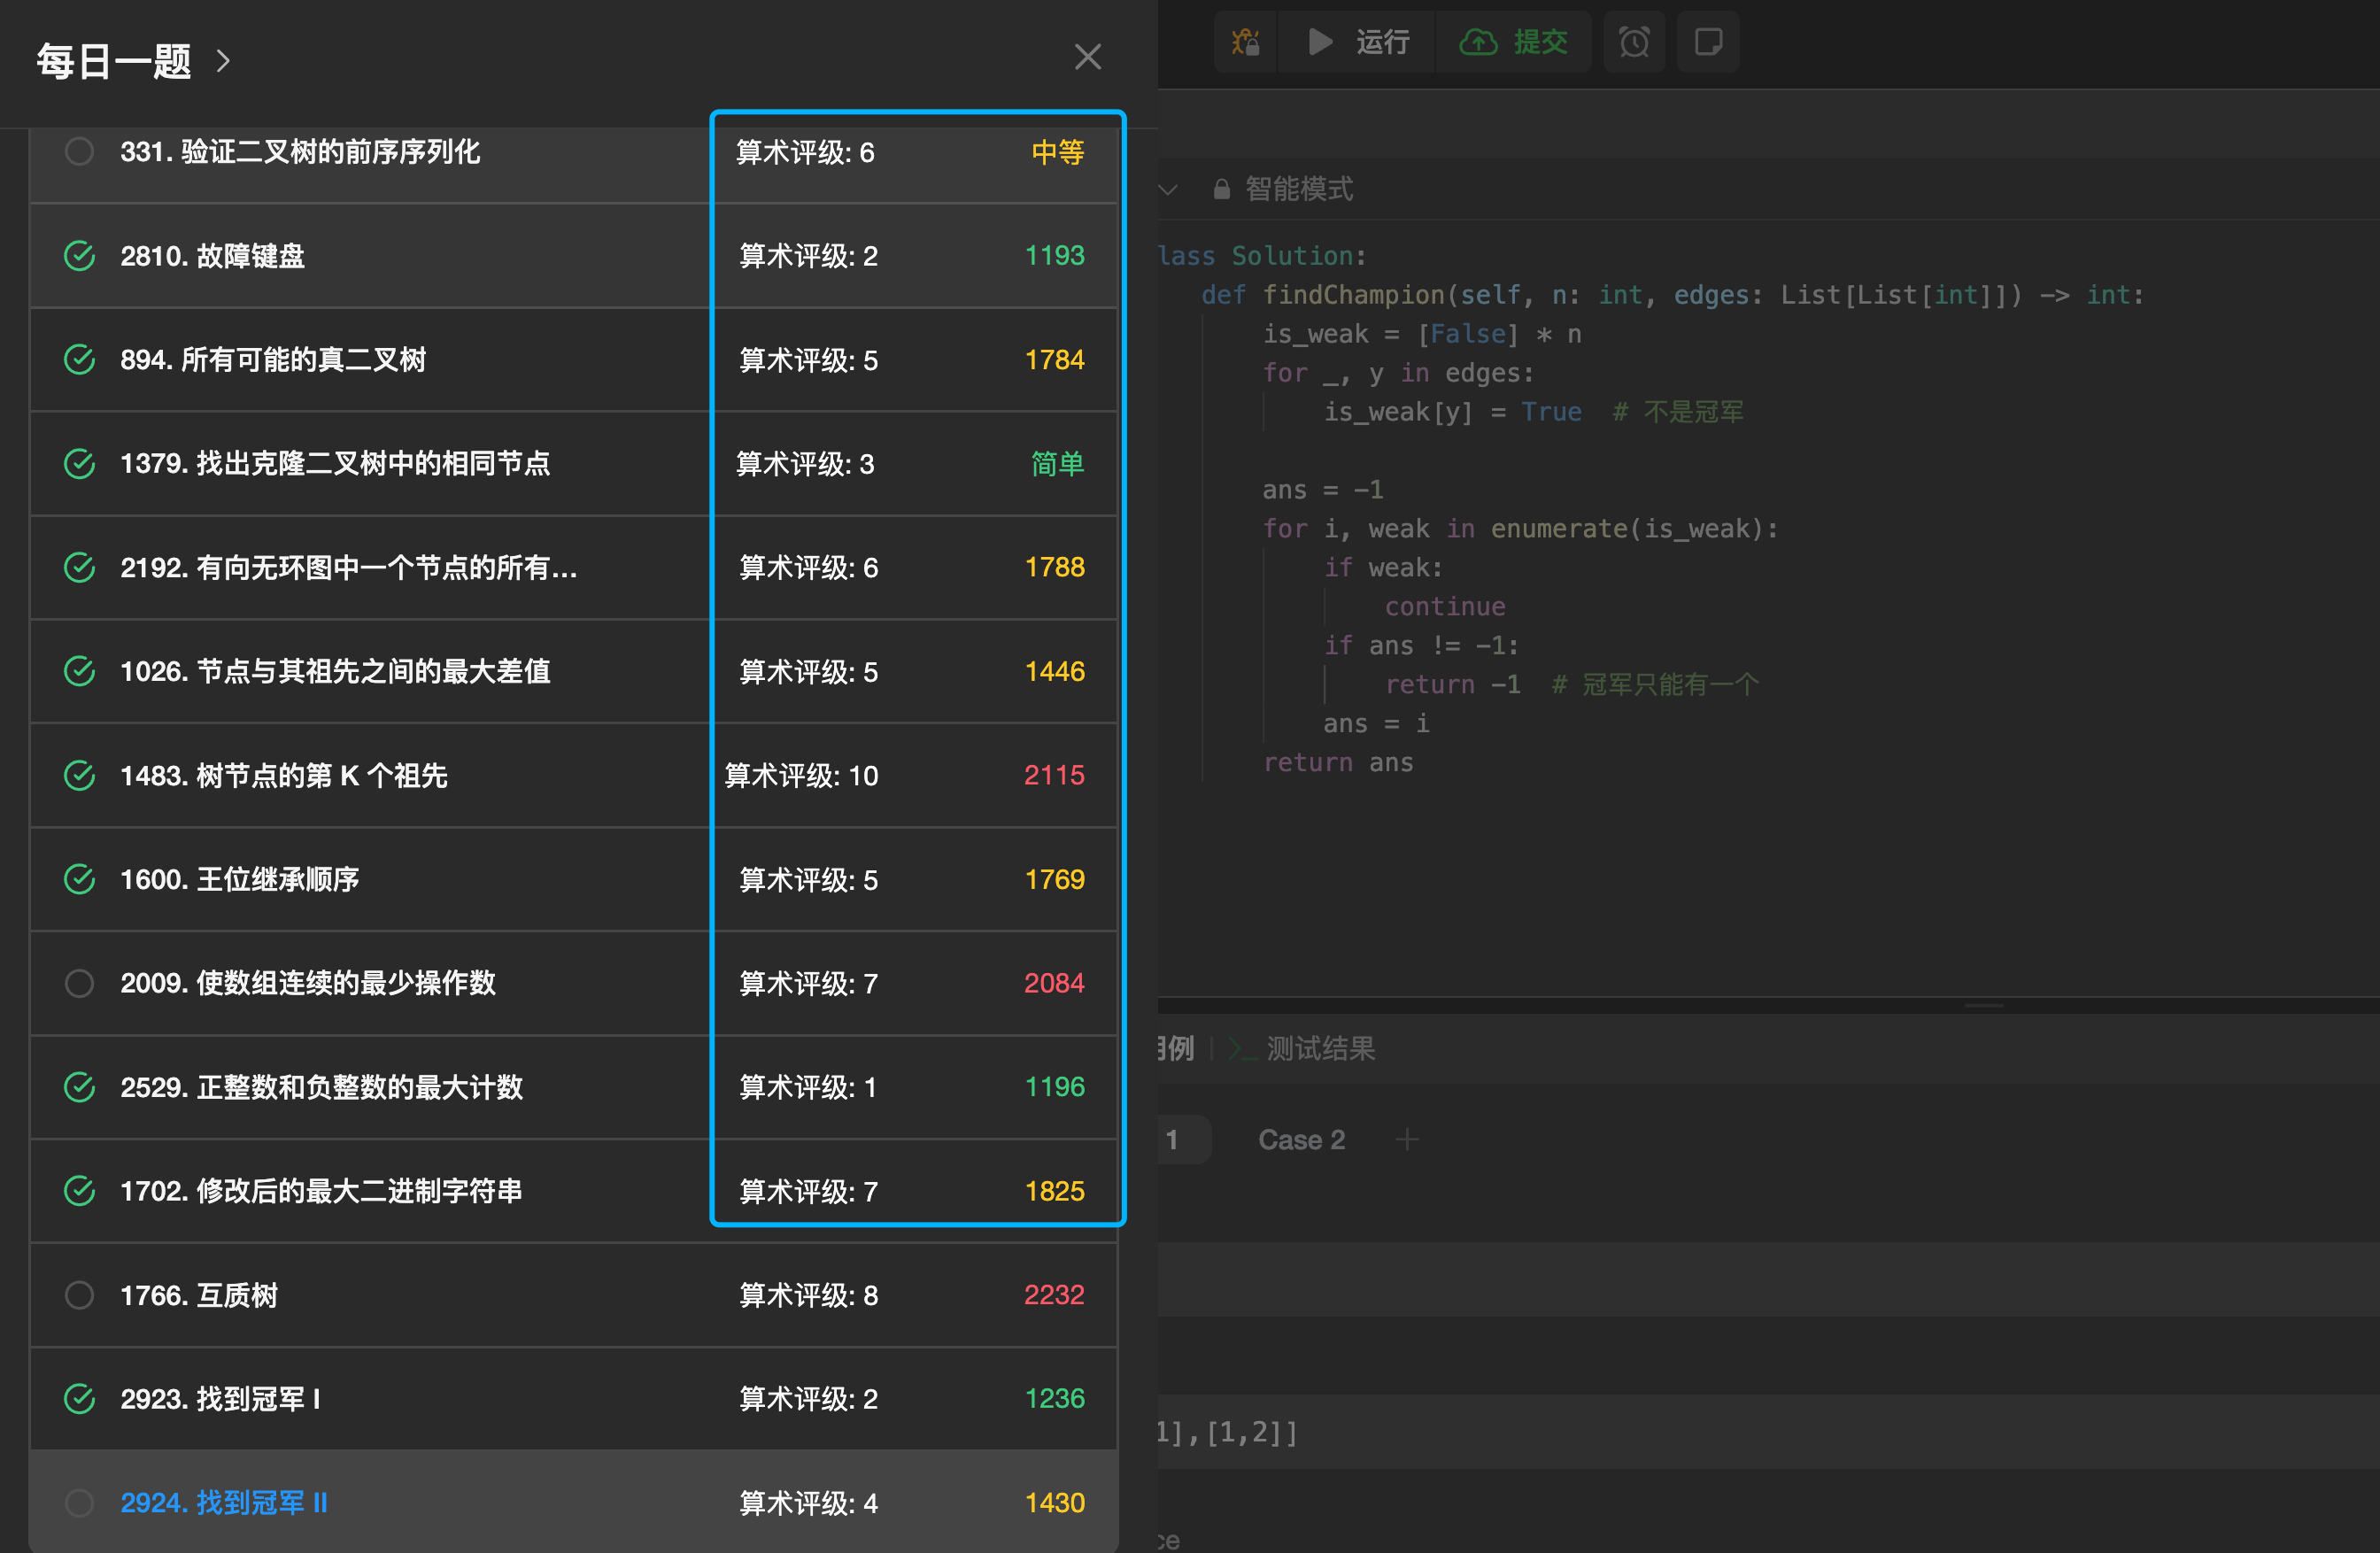 每日一题
331. 验证二叉树的前序序列化 算术评级: 6 中等
2810. 故障键盘 算术评级: 2 1193
894. 所有可能的真二叉树 算术评级: 5 1784
1379. 找出克隆二叉树中的相同节点 算术评级: 3 简单
2192. 有向无环图中一个节点的所有... 算术评级: 6 1788
1026. 节点与其祖先之间的最大差值 算术评级: 5 1446
1483. 树节点的第 K 个祖先 算术评级: 10 2115
1600. 王位继承顺序 算术评级: 5 1769
2009. 使数组连续的最少操作数 算术评级: 7 2084
2529. 正整数和负整数的最大计数 算术评级: 1 1196
1702. 修改后的最大二进制字符串 算术评级: 7 1825
1766. 互质树 算术评级: 8 2232
2923. 找到冠军 I 算术评级: 2 1236
2924. 找到冠军 II 算术评级: 4 1430
运行 提交
智能模式
lass Solution:
def findChampion(self, n: int, edges: List[List[int]]) -> int:
is_weak = [False] * n
for _, y in edges:
is_weak[y] = True # 不是冠军
ans = -1
for i, weak in enumerate(is_weak):
if weak:
continue
if ans != -1:
return -1 # 冠军只能有一个
ans = i
return ans
用例 >_ 测试结果
1 Case 2 +
1],[1,2]]
ce